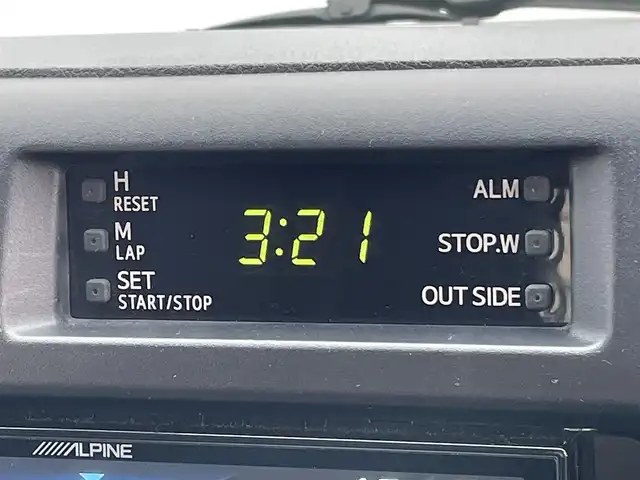 H
RESET
M
LAP
SET
START/STOP
3:21
ALM
STOP.W
OUT SIDE
ALPINE